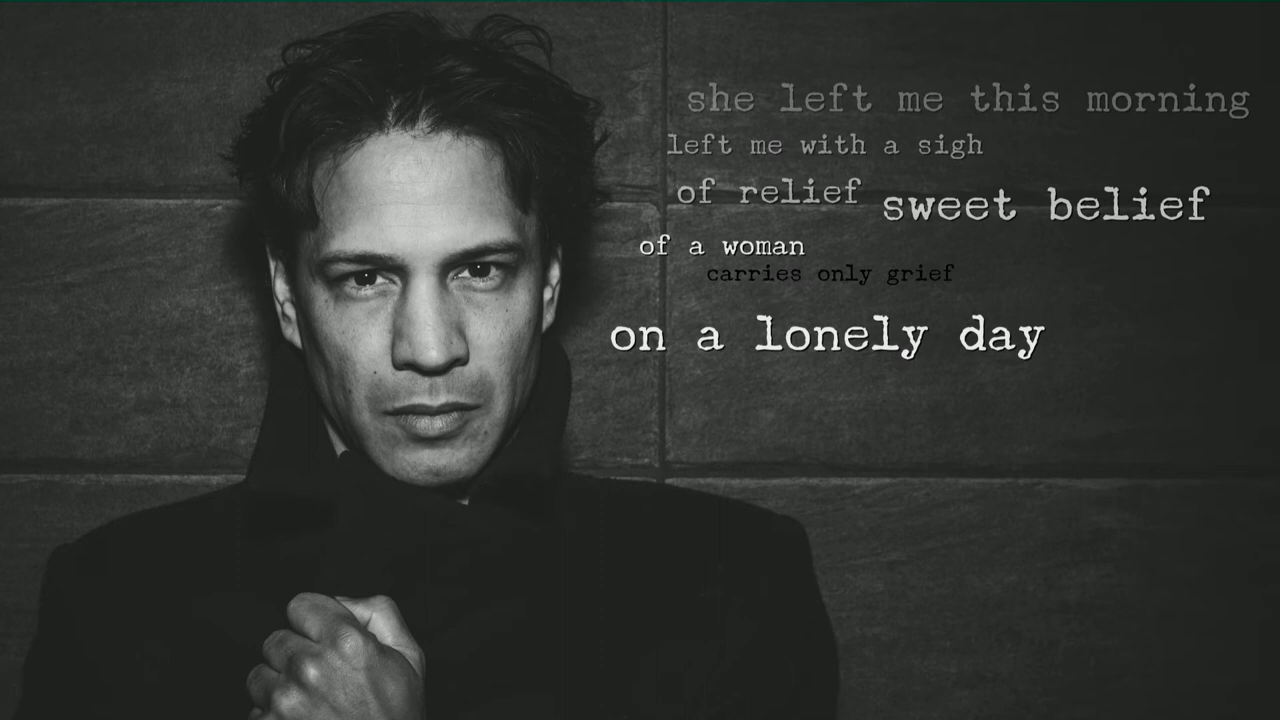 she left me this morning
left me with a sigh
of relief sweet belief
of a woman
carries only grief
on a lonely day